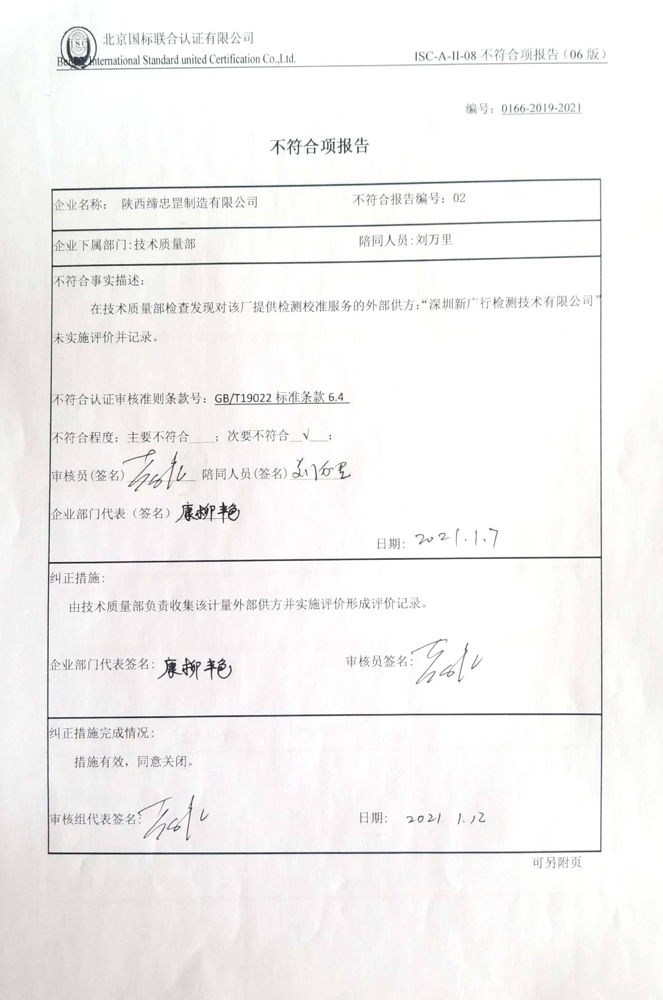 ISC
北京国标联合认证有限公司
Beijing International Standard united Certification Co.,Ltd.
ISC-A-II-08 不符合项报告（06 版）
编号：0166-2019-2021
不符合项报告
企业名称： 陕西缔忠罡制造有限公司 不符合报告编号：02
企业下属部门:技术质量部 陪同人员:刘万里
不符合事实描述：
在技术质量部检查发现对该厂提供检测校准服务的外部供方：“深圳新广行检测技术有限公司”
未实施评价并记录。
不符合认证审核准则条款号：GB/T19022 标准条款 6.4
不符合程度：主要不符合____；次要不符合__√___；
审核员(签名) 陪同人员(签名) 刘万里
企业部门代表（签名）康柳艳
日期: 2021.1.7
纠正措施:
由技术质量部负责收集该计量外部供方并实施评价形成评价记录。
企业部门代表签名: 康柳艳 审核员签名:
纠正措施完成情况:
措施有效，同意关闭。
审核组代表签名: 日期: 2021.1.12
可另附页